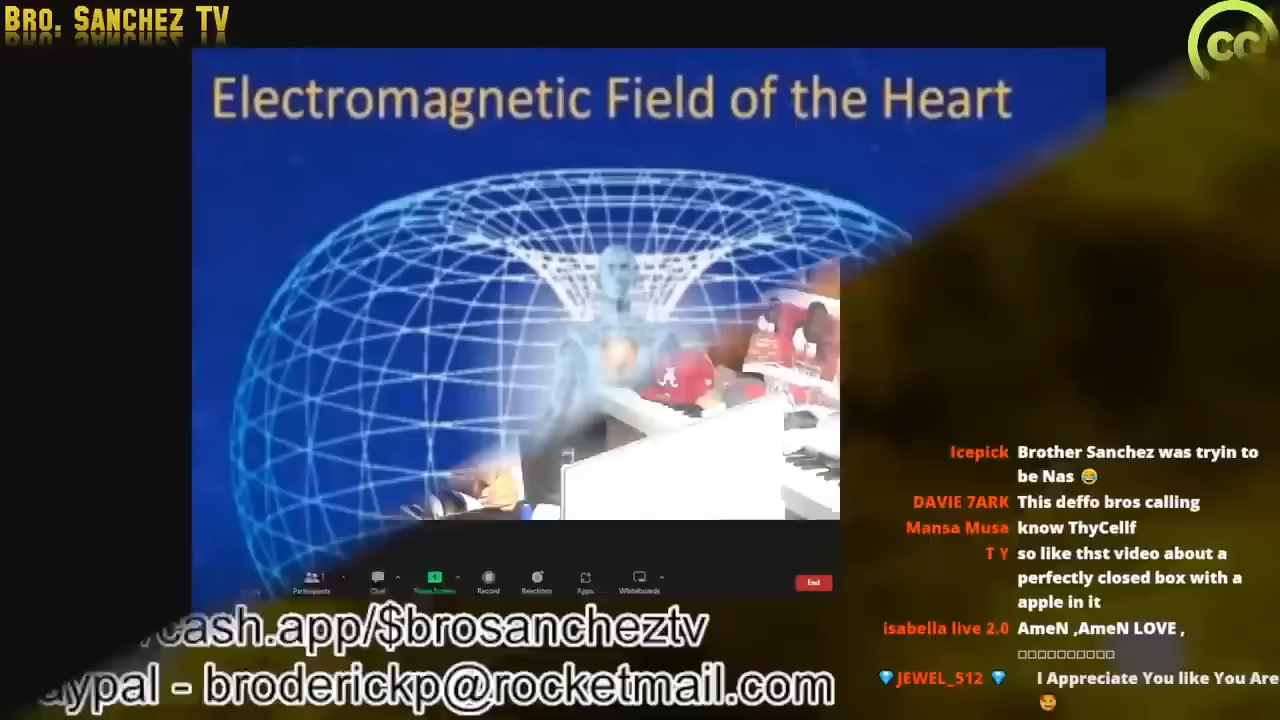 Bro. Sanchez TV
CC
Electromagnetic Field of the Heart
A
Participants
Chat
Record
Reactions
Apps
Whiteboards
End
/cash.app/$brosancheztv
aypal - broderickp@rocketmail.com
Icepick Brother Sanchez was tryin to
be Nas 😂
DAVIE 7ARK This deffo bros calling
Mansa Musa know ThyCellf
T Y so like thst video about a
perfectly closed box with a
apple in it
isabella live 2.0 AmeN ,AmeN LOVE ,
□□□□□□□□□□
💎JEWEL_512 💎 I Appreciate You like You Are